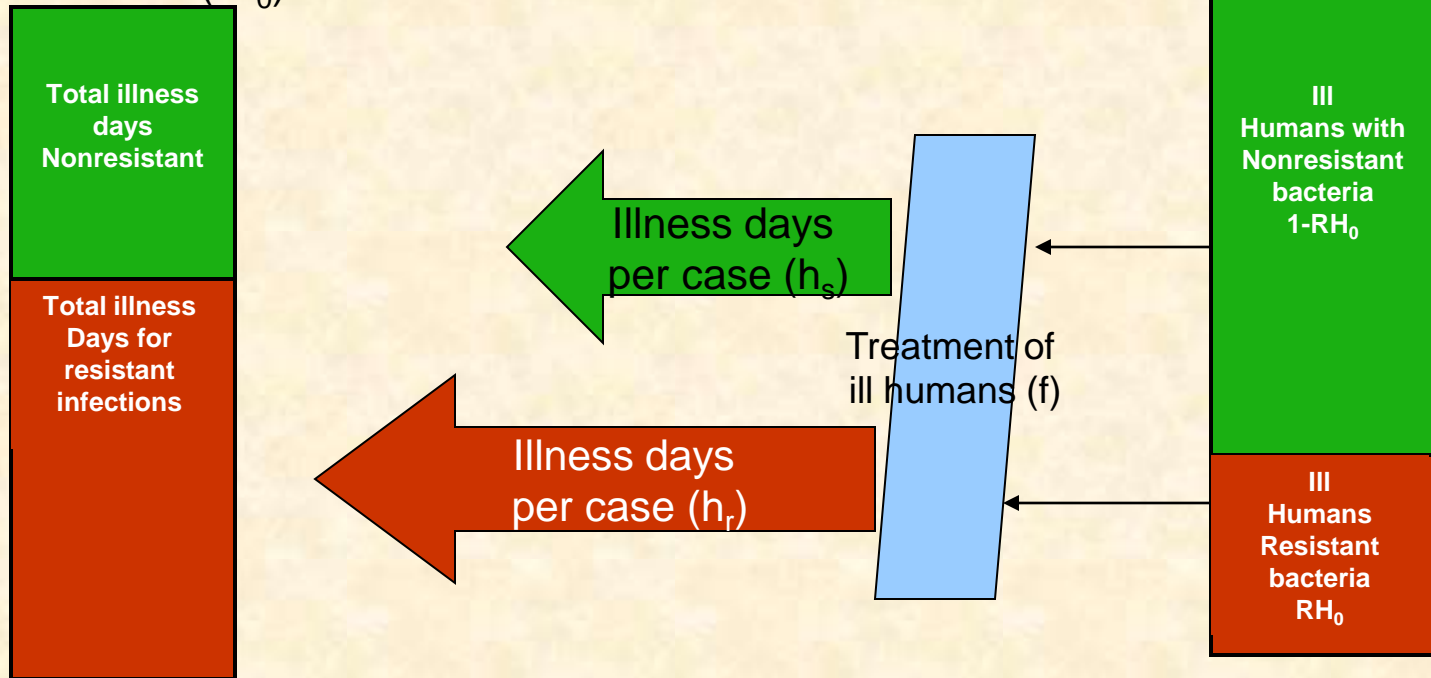 Total illness
days
Nonresistant
Total illness
Days for
resistant
infections
Illness days
per case (hₛ)
Illness days
per case (hᵣ)
Treatment of
ill humans (f)
Ill
Humans with
Nonresistant
bacteria
1-RH₀
Ill
Humans
Resistant
bacteria
RH₀